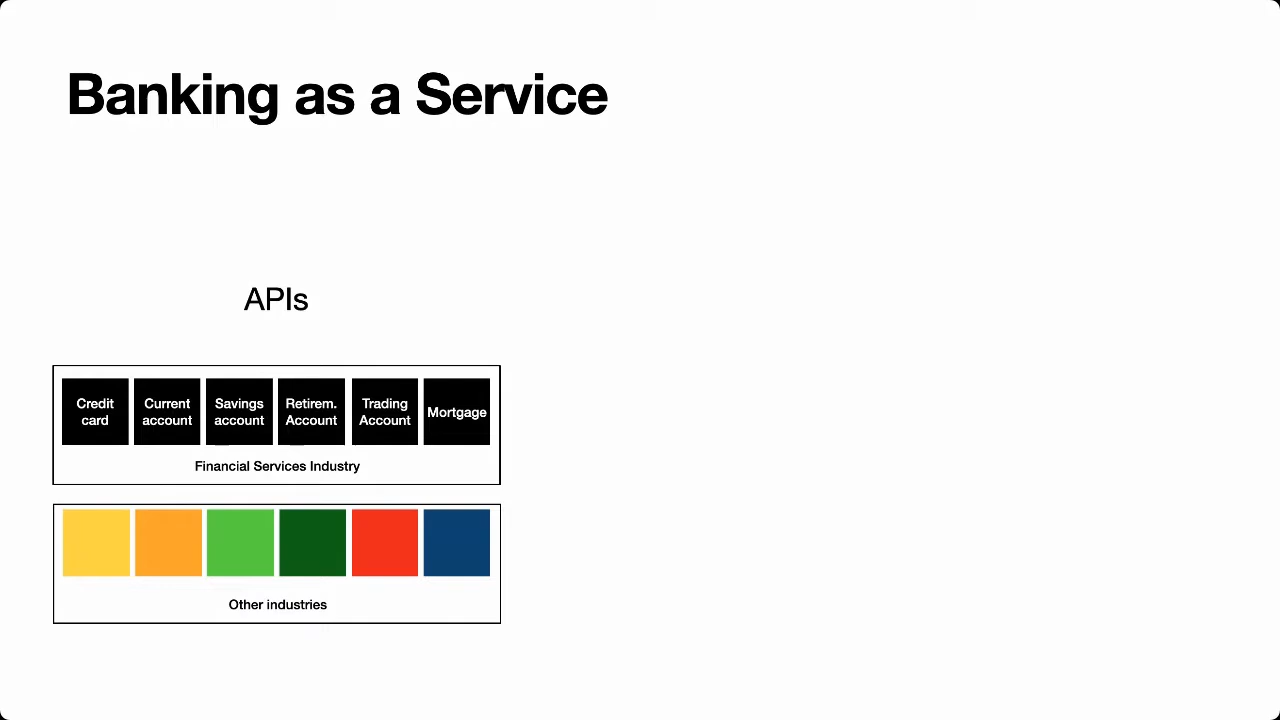 Banking as a Service
APIs
Credit
card
Current
account
Savings
account
Retirem.
Account
Trading
Account
Mortgage
Financial Services Industry
Other industries